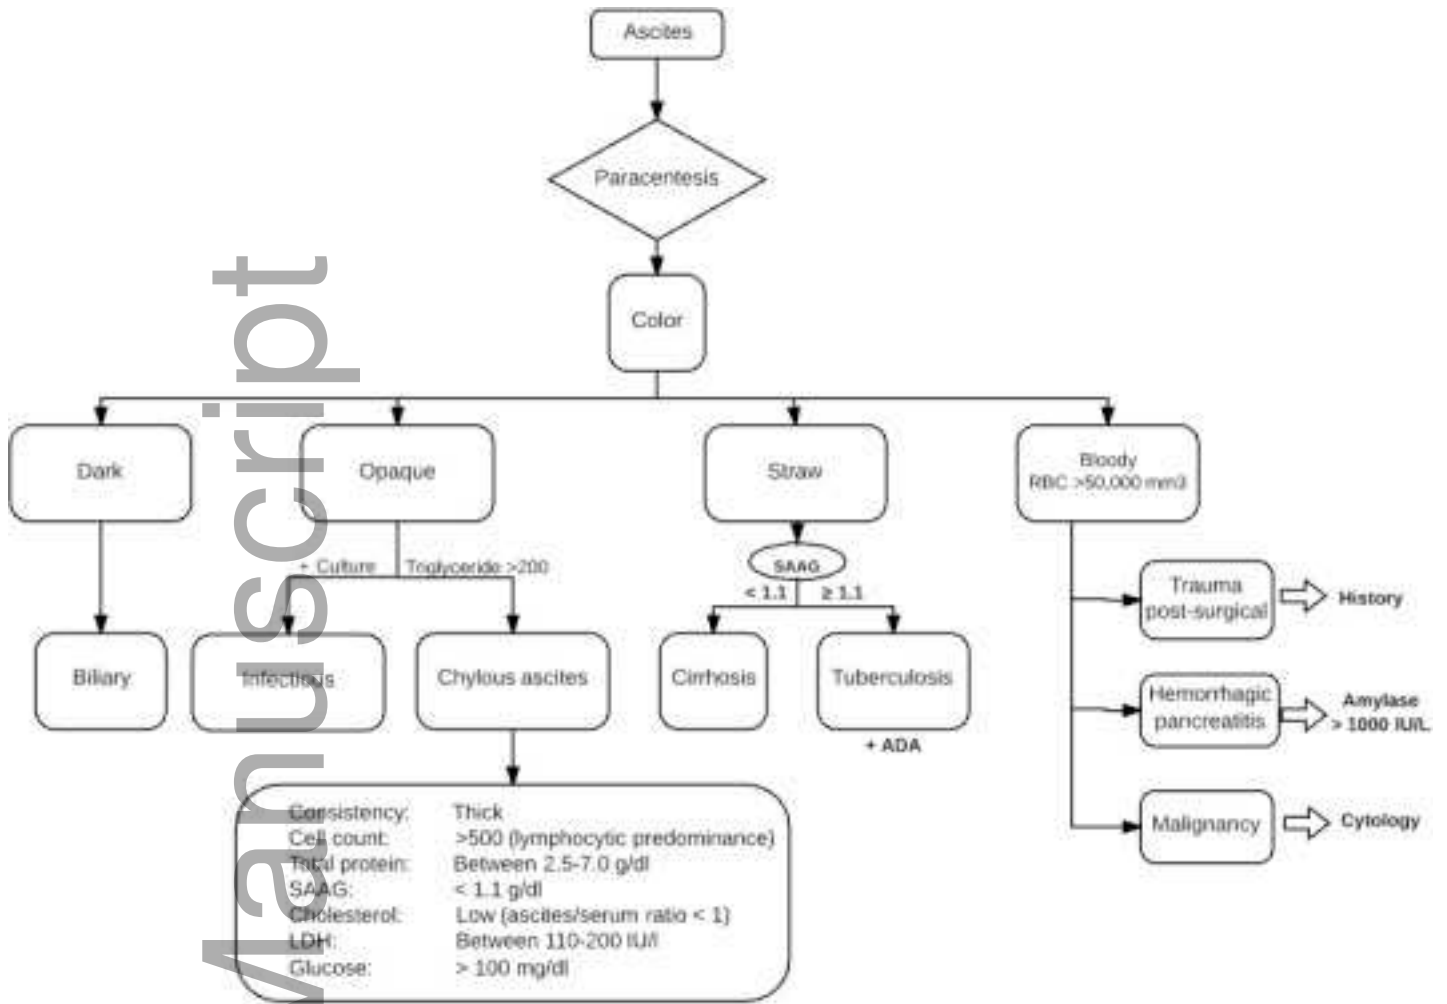 Ascites
Paracentesis
Color
Dark
Opaque
Straw
Bloody
RBC >50,000 mm3
+ Culture
Triglyceride >200
SAAG
< 1.1
≥ 1.1
Trauma
post-surgical
History
Biliary
Infectious
Chylous ascites
Cirrhosis
Tuberculosis
+ ADA
Hemorrhagic
pancreatitis
Amylase
> 1000 IU/L
Malignancy
Cytology
Consistency: Thick
Cell count: >500 (lymphocytic predominance)
Total protein: Between 2.5-7.0 g/dl
SAAG: < 1.1 g/dl
Cholesterol: Low (ascites/serum ratio < 1)
LDH: Between 110-200 IU/l
Glucose: > 100 mg/dl
Manuscript